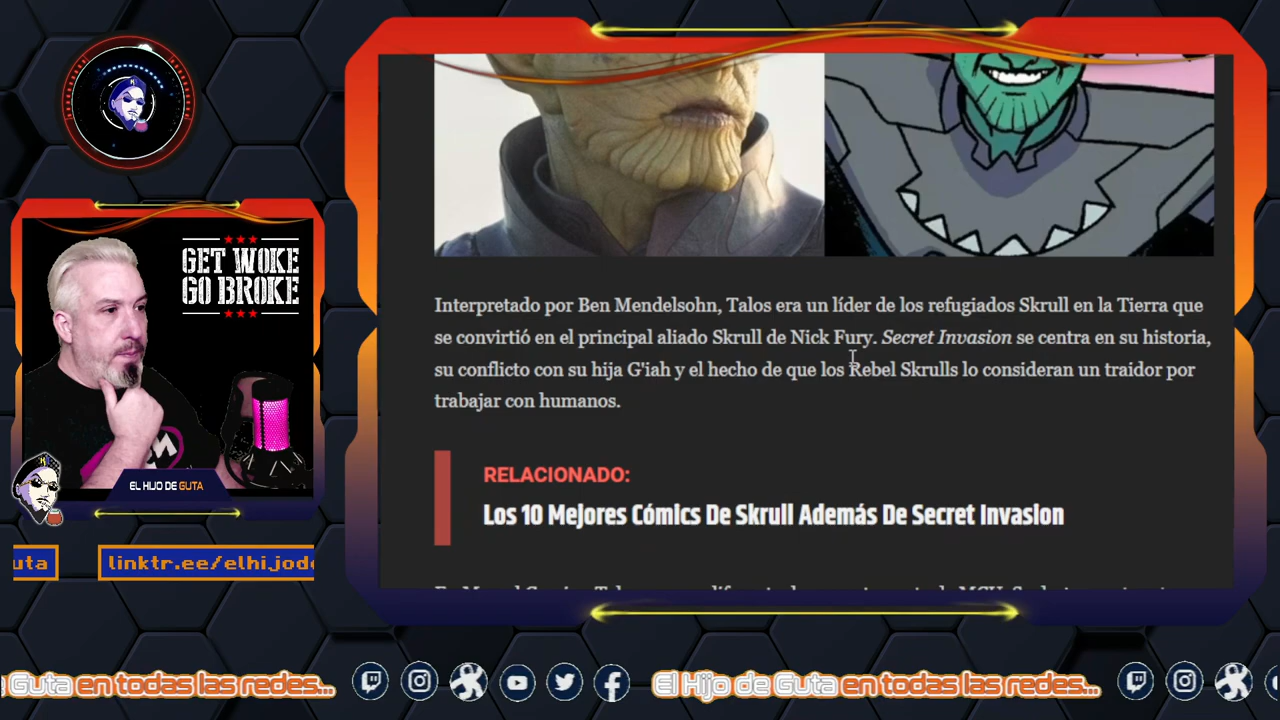 GET WOKE
GO BROKE
EL HIJO DE GUTA
uta
linktr.ee/elhijod
Interpretado por Ben Mendelsohn, Talos era un líder de los refugiados Skrull en la Tierra que
se convirtió en el principal aliado Skrull de Nick Fury. Secret Invasion se centra en su historia,
su conflicto con su hija G'iah y el hecho de que los Rebel Skrulls lo consideran un traidor por
trabajar con humanos.
RELACIONADO:
Los 10 Mejores Cómics De Skrull Además De Secret Invasion
Guta en todas las redes...
El Hijo de Guta en todas las redes...